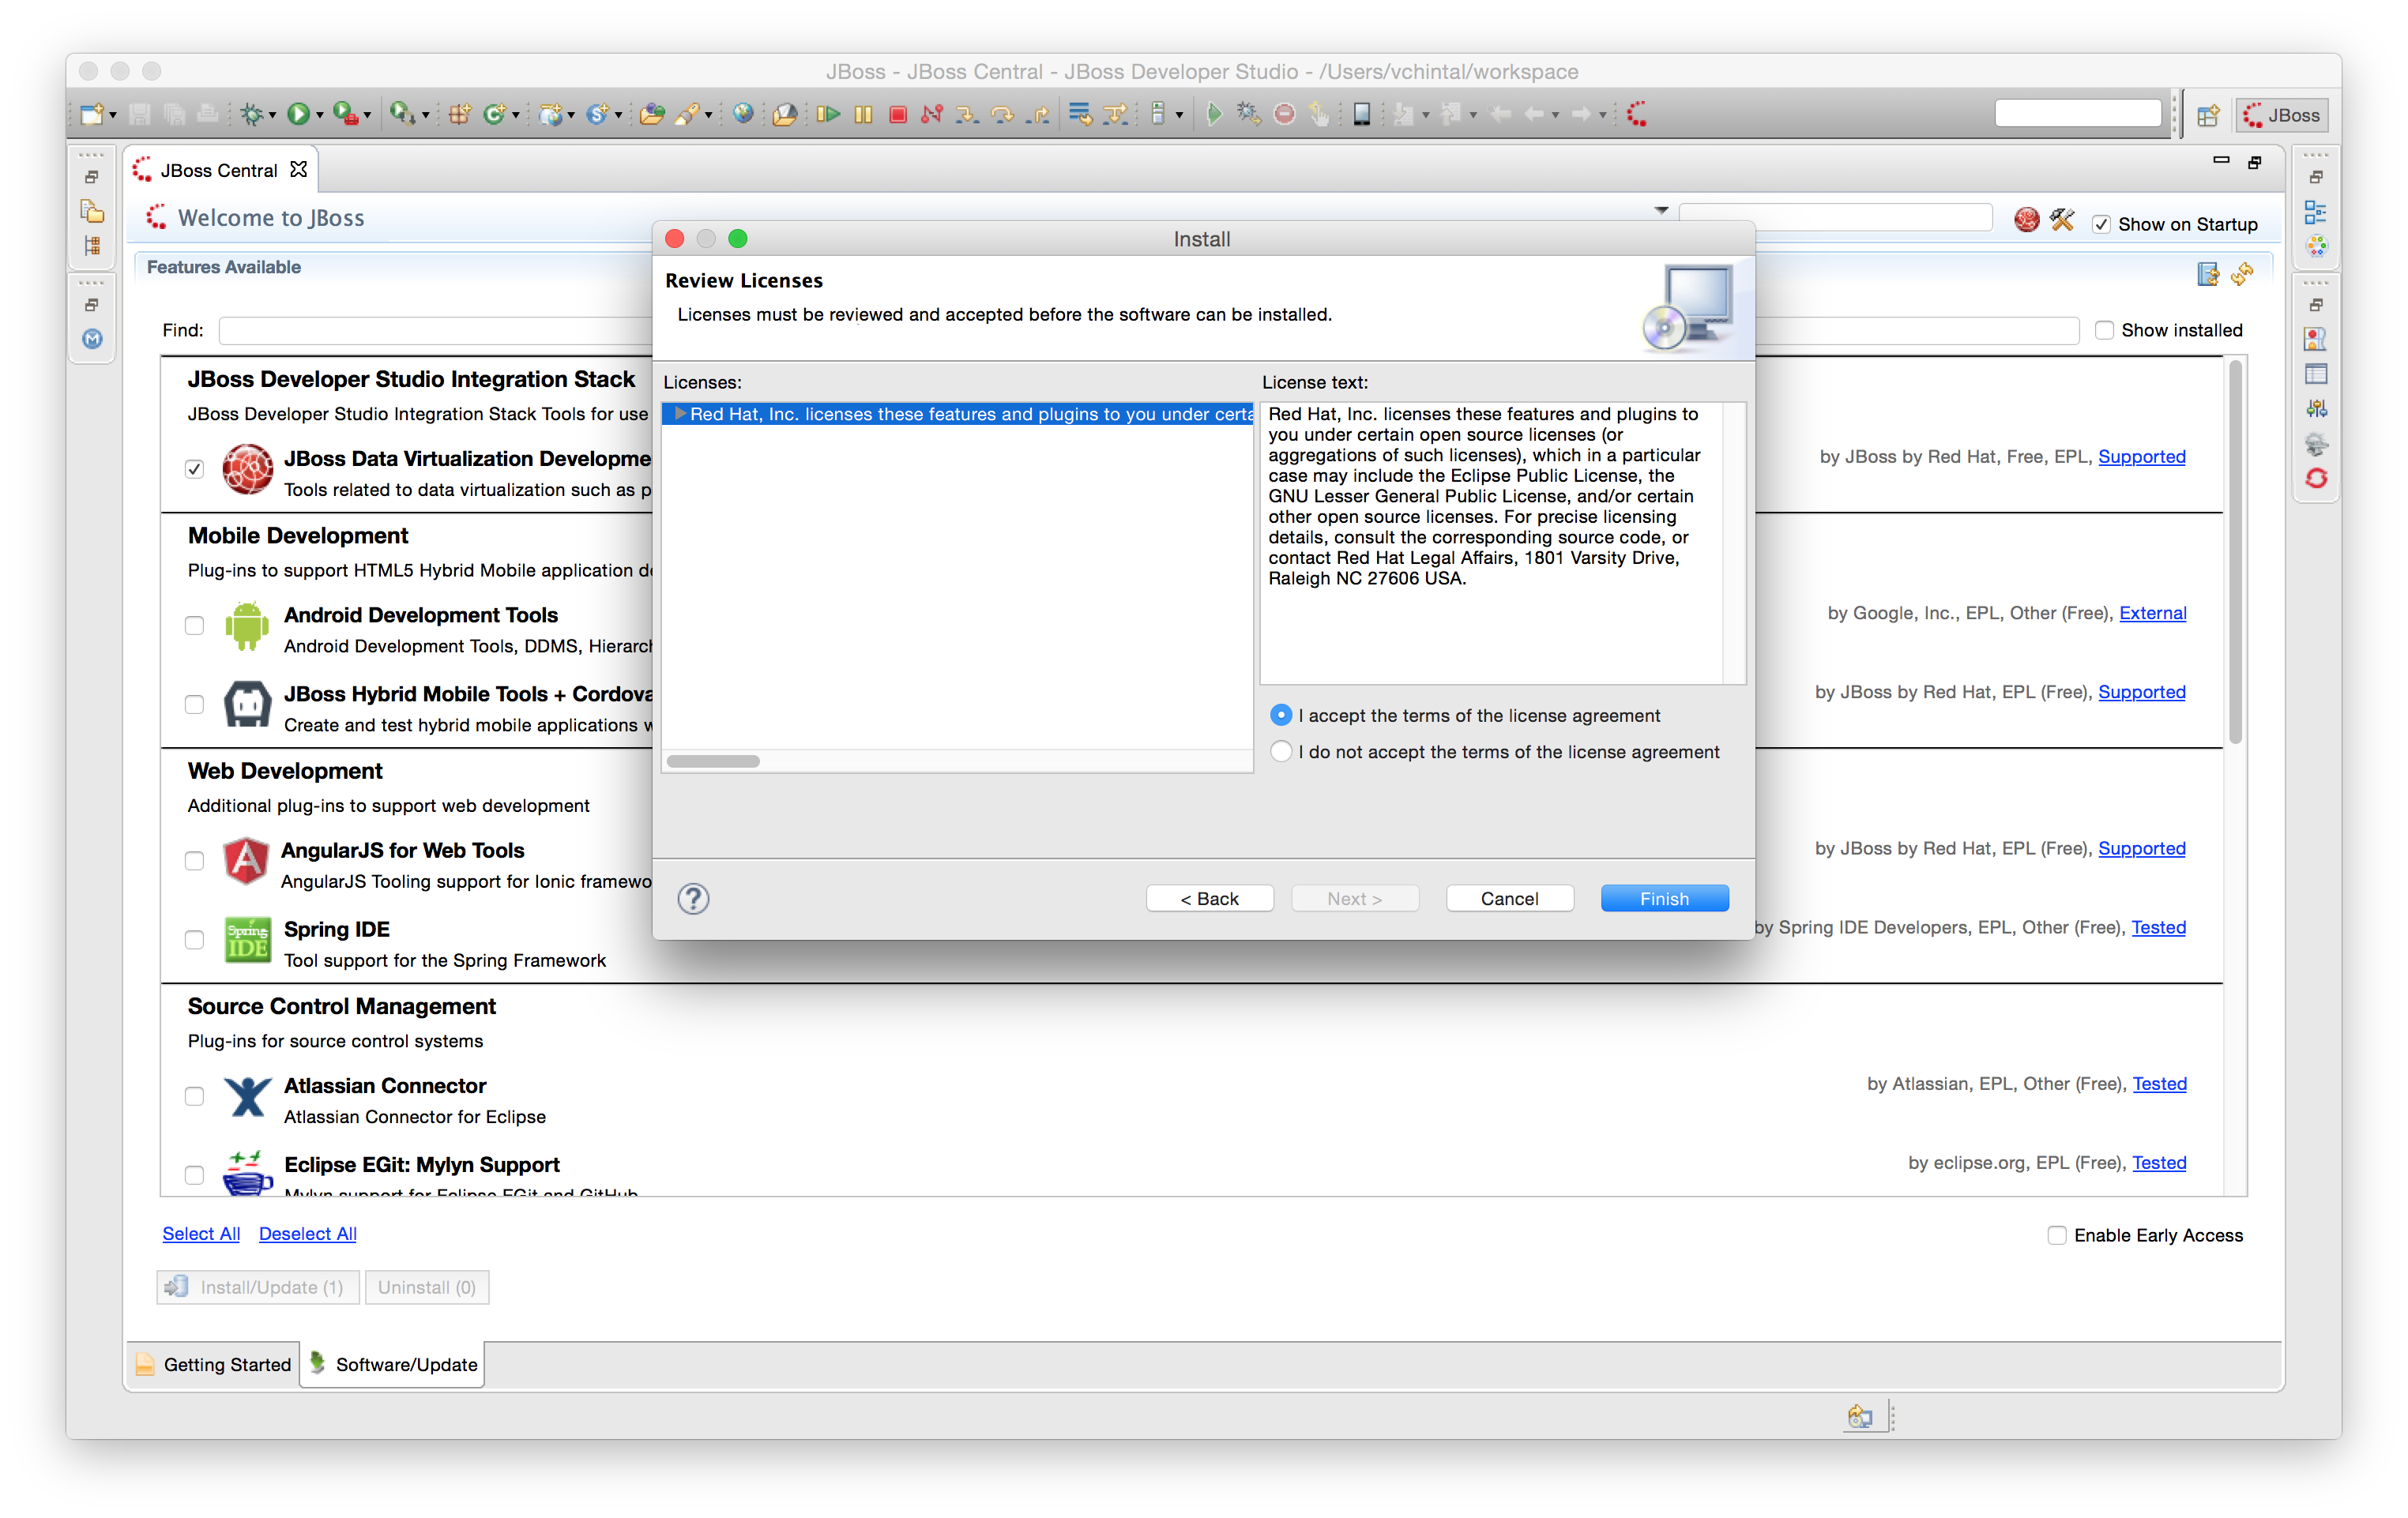 JBoss - JBoss Central - JBoss Developer Studio - /Users/vchintal/workspace
JBoss
JBoss Central
Welcome to JBoss
Show on Startup
Features Available
Find:
Show installed
JBoss Developer Studio Integration Stack
JBoss Developer Studio Integration Stack Tools for use
JBoss Data Virtualization Developme
Tools related to data virtualization such as p
by JBoss by Red Hat, Free, EPL, Supported
Mobile Development
Plug-ins to support HTML5 Hybrid Mobile application de
Android Development Tools
Android Development Tools, DDMS, Hierarch
by Google, Inc., EPL, Other (Free), External
JBoss Hybrid Mobile Tools + Cordova
Create and test hybrid mobile applications w
by JBoss by Red Hat, EPL (Free), Supported
Web Development
Additional plug-ins to support web development
AngularJS for Web Tools
AngularJS Tooling support for Ionic framewo
by JBoss by Red Hat, EPL (Free), Supported
Spring IDE
Spring IDE
Tool support for the Spring Framework
by Spring IDE Developers, EPL, Other (Free), Tested
Source Control Management
Plug-ins for source control systems
Atlassian Connector
Atlassian Connector for Eclipse
by Atlassian, EPL, Other (Free), Tested
Eclipse EGit: Mylyn Support
Mylyn support for Eclipse EGit and GitHub
by eclipse.org, EPL (Free), Tested
Select All
Deselect All
Enable Early Access
Install/Update (1)
Uninstall (0)
Getting Started
Software/Update
Install
Review Licenses
Licenses must be reviewed and accepted before the software can be installed.
Licenses:
Red Hat, Inc. licenses these features and plugins to you under certa
License text:
Red Hat, Inc. licenses these features and plugins to
you under certain open source licenses (or
aggregations of such licenses), which in a particular
case may include the Eclipse Public License, the
GNU Lesser General Public License, and/or certain
other open source licenses. For precise licensing
details, consult the corresponding source code, or
contact Red Hat Legal Affairs, 1801 Varsity Drive,
Raleigh NC 27606 USA.
I accept the terms of the license agreement
I do not accept the terms of the license agreement
?
< Back
Next >
Cancel
Finish